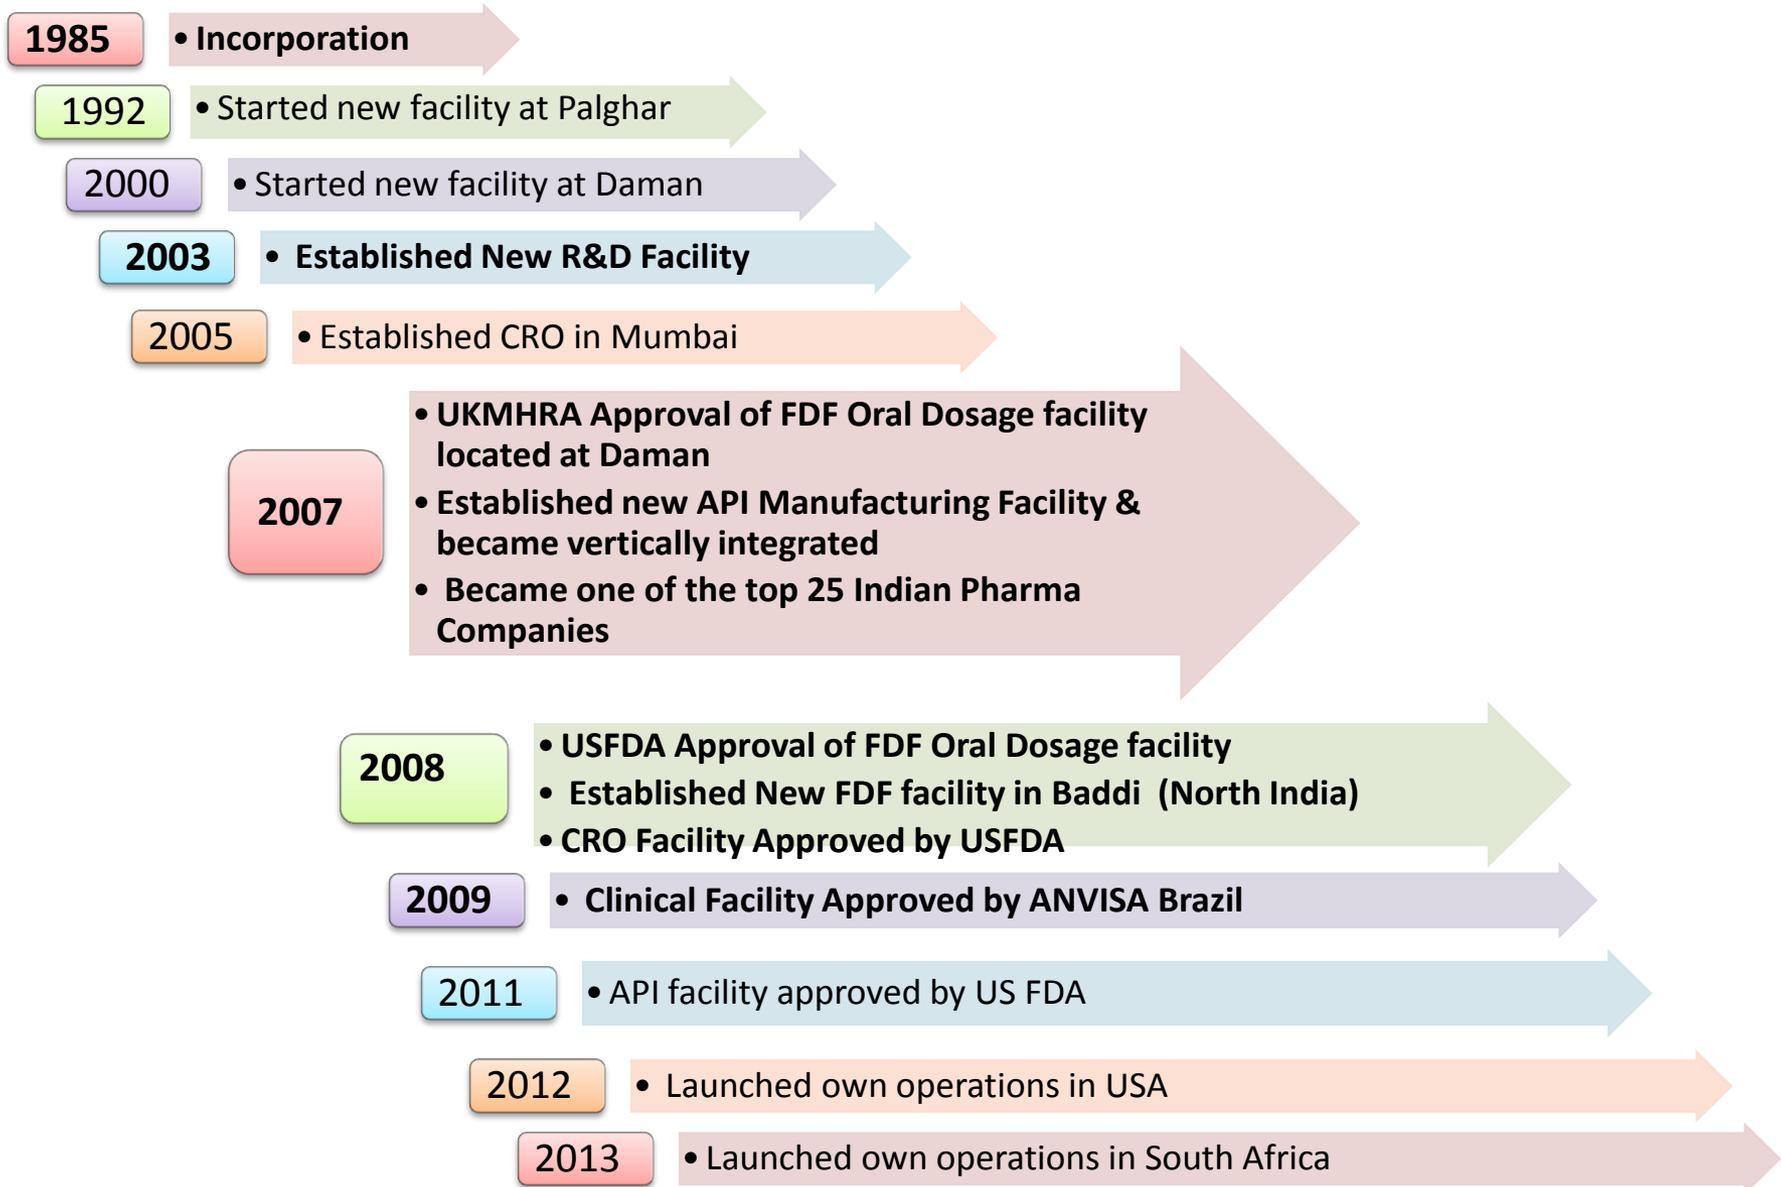 1985
• Incorporation
1992
• Started new facility at Palghar
2000
• Started new facility at Daman
2003
• Established New R&D Facility
2005
• Established CRO in Mumbai
2007
• UKMHRA Approval of FDF Oral Dosage facility
located at Daman
• Established new API Manufacturing Facility &
became vertically integrated
• Became one of the top 25 Indian Pharma
Companies
2008
• USFDA Approval of FDF Oral Dosage facility
• Established New FDF facility in Baddi (North India)
• CRO Facility Approved by USFDA
2009
• Clinical Facility Approved by ANVISA Brazil
2011
• API facility approved by US FDA
2012
• Launched own operations in USA
2013
• Launched own operations in South Africa